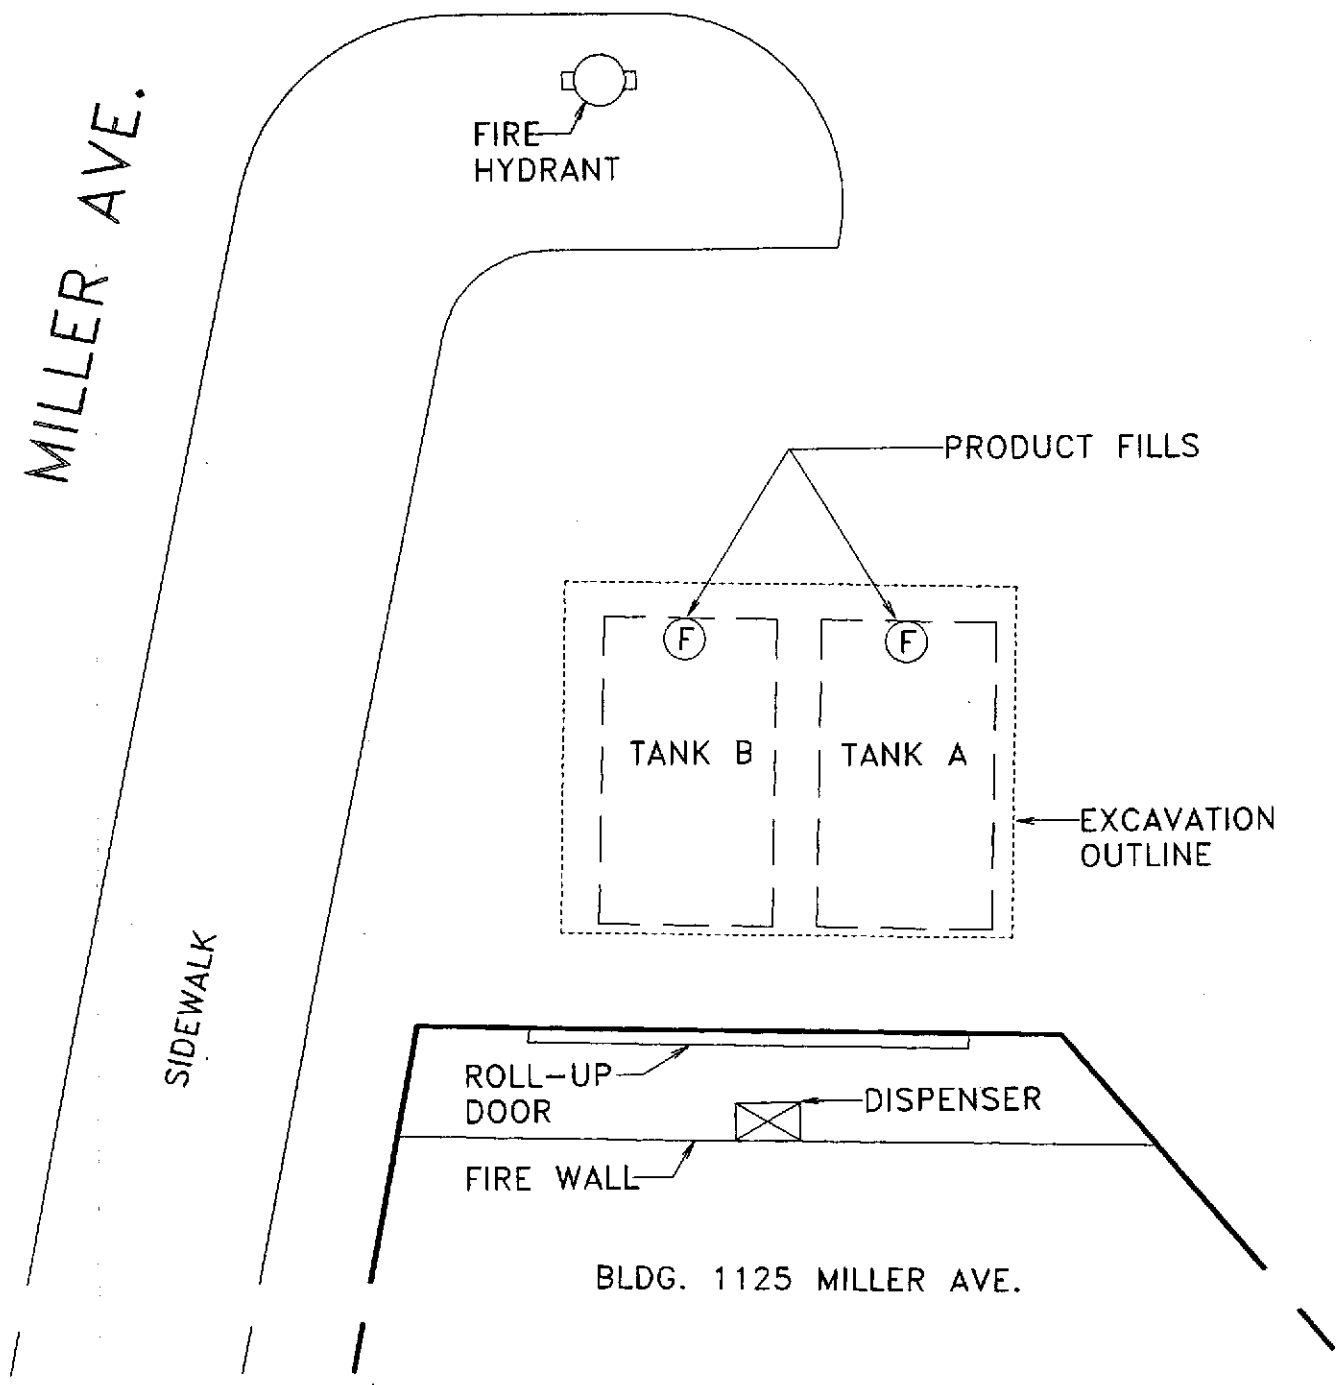 MILLER AVE.
FIRE
HYDRANT
PRODUCT FILLS
F
F
TANK B
TANK A
EXCAVATION
OUTLINE
SIDEWALK
ROLL-UP
DOOR
DISPENSER
FIRE WALL
BLDG. 1125 MILLER AVE.